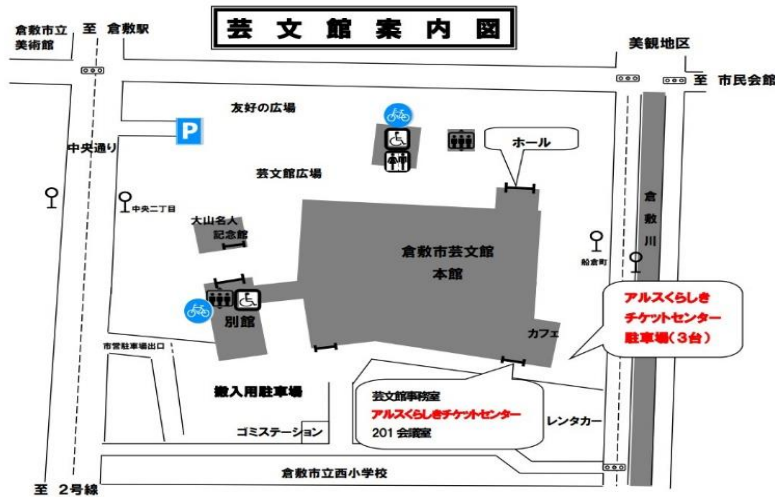 芸文館案内図
倉敷市立
美術館
至 倉敷駅
美観地区
至 市民会館
友好の広場
P
中央通り
ホール
芸文館広場
中央二丁目
大山名人
記念館
倉敷川
倉敷市芸文館
本館
船倉町
別館
カフェ
アルスくらしき
チケットセンター
駐車場(3台)
市営駐車場出口
搬入用駐車場
芸文館事務室
アルスくらしきチケットセンター
201会議室
レンタカー
ゴミステーション
倉敷市立西小学校
至 2号線